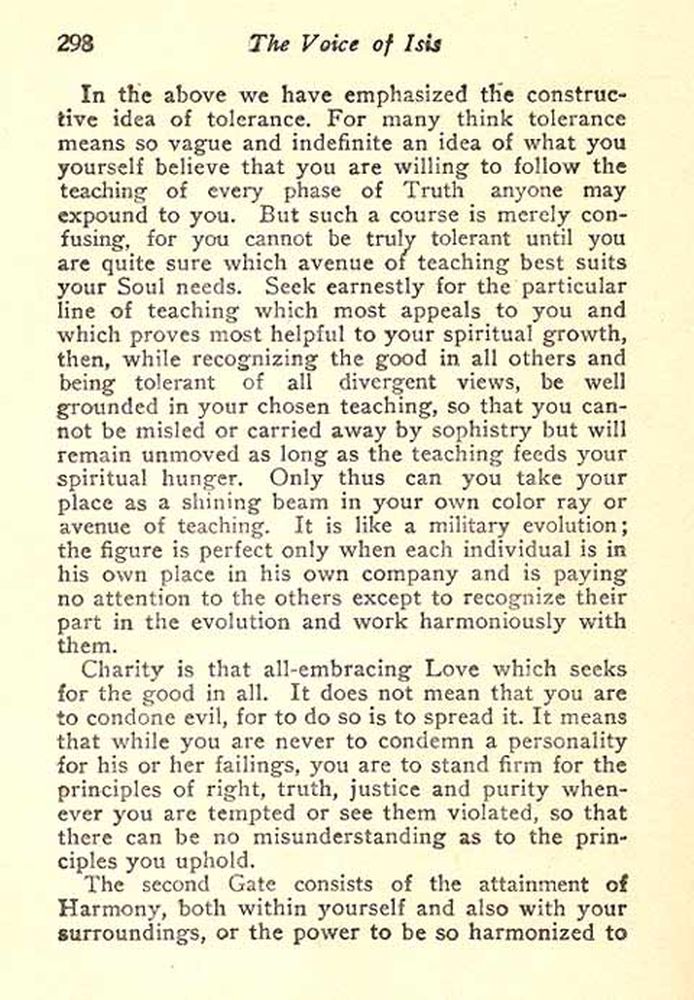 298 The Voice of Isis
In the above we have emphasized the construc-
tive idea of tolerance. For many think tolerance
means so vague and indefinite an idea of what you
yourself believe that you are willing to follow the
teaching of every phase of Truth anyone may
expound to you. But such a course is merely con-
fusing, for you cannot be truly tolerant until you
are quite sure which avenue of teaching best suits
your Soul needs. Seek earnestly for the particular
line of teaching which most appeals to you and
which proves most helpful to your spiritual growth,
then, while recognizing the good in all others and
being tolerant of all divergent views, be well
grounded in your chosen teaching, so that you can-
not be misled or carried away by sophistry but will
remain unmoved as long as the teaching feeds your
spiritual hunger. Only thus can you take your
place as a shining beam in your own color ray or
avenue of teaching. It is like a military evolution;
the figure is perfect only when each individual is in
his own place in his own company and is paying
no attention to the others except to recognize their
part in the evolution and work harmoniously with
them.
Charity is that all-embracing Love which seeks
for the good in all. It does not mean that you are
to condone evil, for to do so is to spread it. It means
that while you are never to condemn a personality
for his or her failings, you are to stand firm for the
principles of right, truth, justice and purity when-
ever you are tempted or see them violated, so that
there can be no misunderstanding as to the prin-
ciples you uphold.
The second Gate consists of the attainment of
Harmony, both within yourself and also with your
surroundings, or the power to be so harmonized to